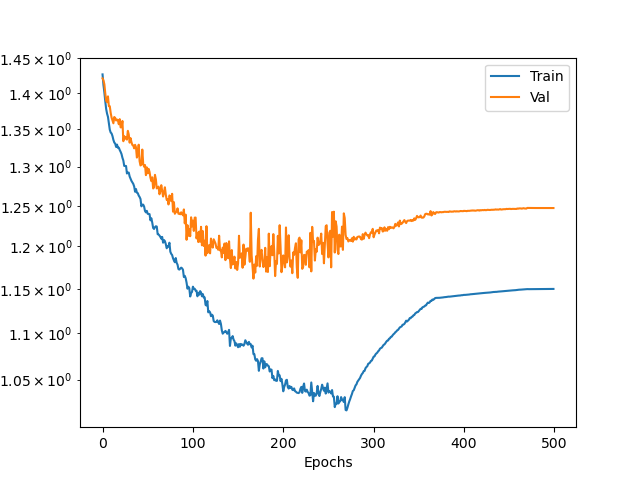 1.45 × 10⁰
1.4 × 10⁰
1.35 × 10⁰
1.3 × 10⁰
1.25 × 10⁰
1.2 × 10⁰
1.15 × 10⁰
1.1 × 10⁰
1.05 × 10⁰
Train
Val
0 100 200 300 400 500
Epochs